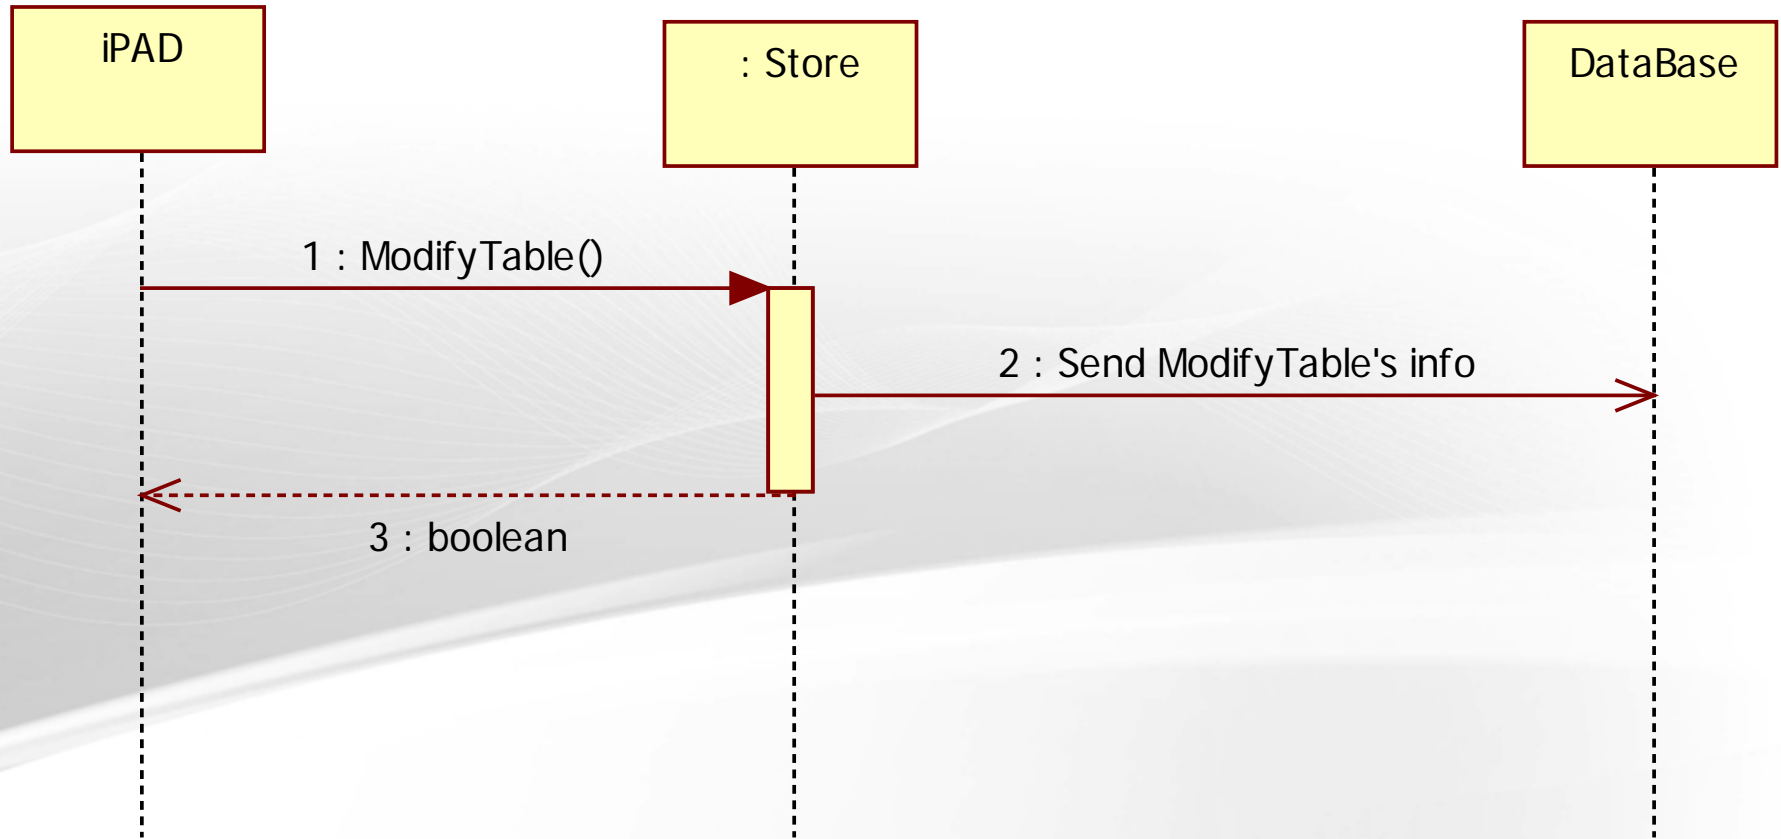 iPAD
: Store
DataBase
1 : ModifyTable()
2 : Send ModifyTable's info
3 : boolean